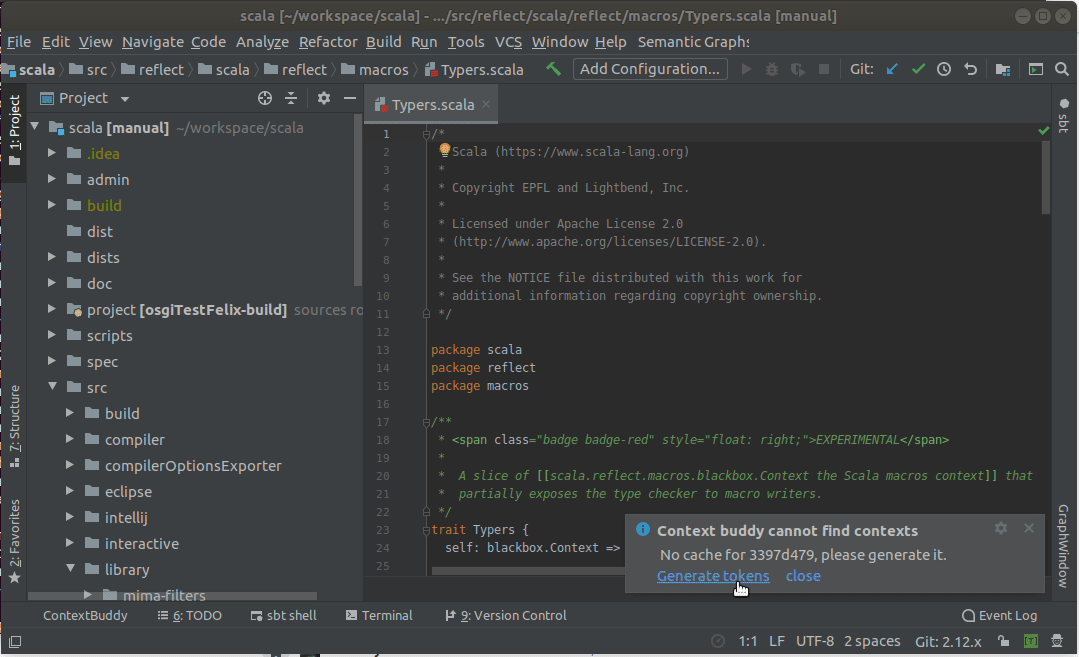 scala [~/workspace/scala] - .../src/reflect/scala/reflect/macros/Typers.scala [manual]
File Edit View Navigate Code Analyze Refactor Build Run Tools VCS Window Help Semantic Graphs
scala src reflect scala reflect macros Typers.scala Add Configuration... Git:
1: Project
7: Structure
2: Favorites
Project
scala [manual] ~/workspace/scala
.idea
admin
build
dist
dists
doc
project [osgiTestFelix-build] sources ro
scripts
spec
src
build
compiler
compilerOptionsExporter
eclipse
intellij
interactive
library
mima-filters
Typers.scala
1 /*
2 Scala (https://www.scala-lang.org)
3 *
4 * Copyright EPFL and Lightbend, Inc.
5 *
6 * Licensed under Apache License 2.0
7 * (http://www.apache.org/licenses/LICENSE-2.0).
8 *
9 * See the NOTICE file distributed with this work for
10 * additional information regarding copyright ownership.
11 */
12
13 package scala
14 package reflect
15 package macros
16
17 /**
18 * <span class="badge badge-red" style="float: right;">EXPERIMENTAL</span>
19 *
20 * A slice of [[scala.reflect.macros.blackbox.Context the Scala macros context]] that
21 * partially exposes the type checker to macro writers.
22 */
23 trait Typers {
24 self: blackbox.Context =>
25
Context buddy cannot find contexts
No cache for 3397d479, please generate it.
Generate tokens close
sbt
GraphWindow
ContextBuddy 6: TODO sbt shell Terminal 9: Version Control Event Log
1:1 LF UTF-8 2 spaces Git: 2.12.x [T]